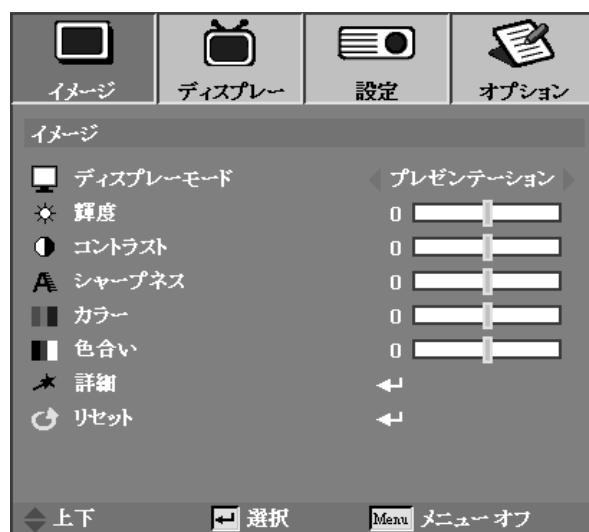 イメージ ディスプレー 設定 オプション
イメージ
ディスプレーモード プレゼンテーション
輝度 0
コントラスト 0
シャープネス 0
カラー 0
色合い 0
詳細
リセット
上下 選択 Menu メニューオフ